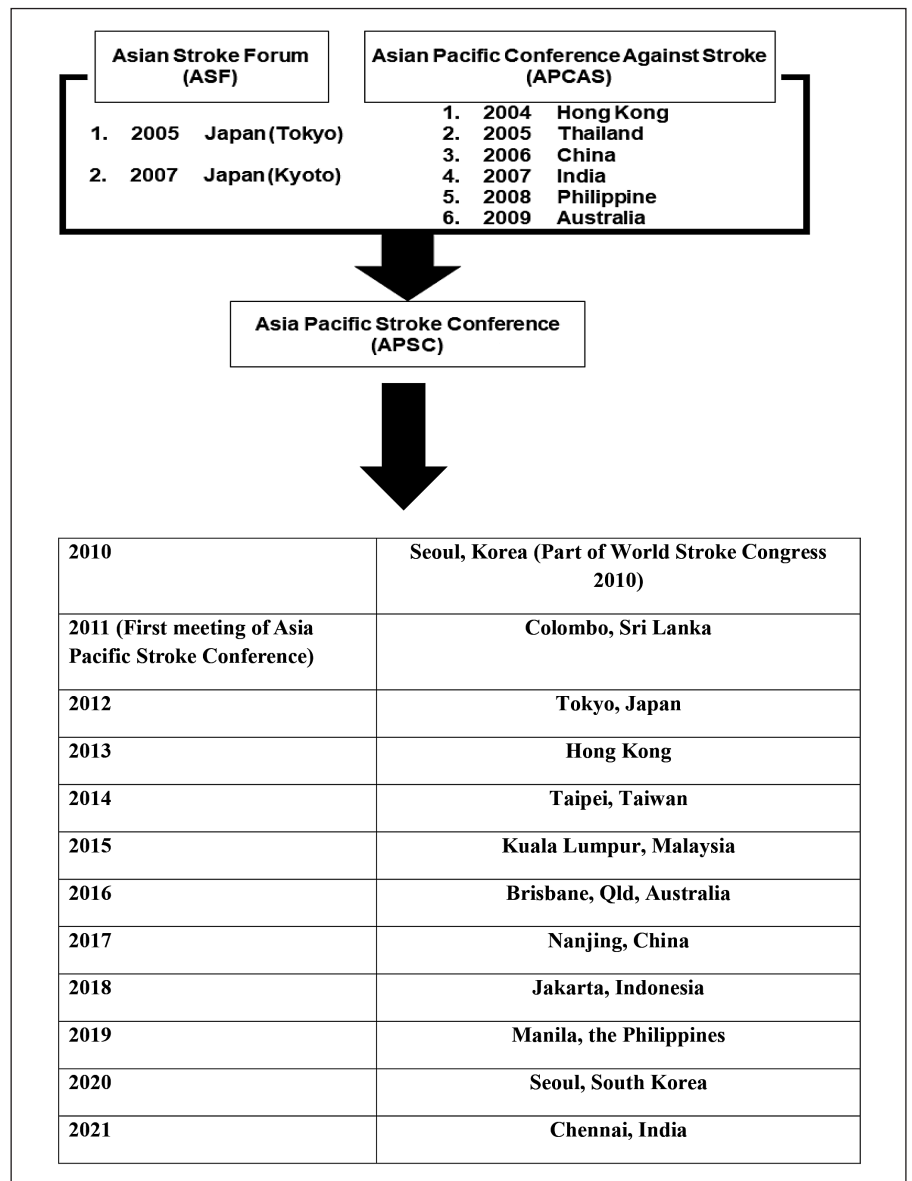 Asian Stroke Forum
(ASF)
1. 2005 Japan (Tokyo)
2. 2007 Japan (Kyoto)
Asian Pacific Conference Against Stroke
(APCAS)
1. 2004 Hong Kong
2. 2005 Thailand
3. 2006 China
4. 2007 India
5. 2008 Philippine
6. 2009 Australia
Asia Pacific Stroke Conference
(APSC)
2010 Seoul, Korea (Part of World Stroke Congress
2010)
2011 (First meeting of Asia
Pacific Stroke Conference)
Colombo, Sri Lanka
2012 Tokyo, Japan
2013 Hong Kong
2014 Taipei, Taiwan
2015 Kuala Lumpur, Malaysia
2016 Brisbane, Qld, Australia
2017 Nanjing, China
2018 Jakarta, Indonesia
2019 Manila, the Philippines
2020 Seoul, South Korea
2021 Chennai, India